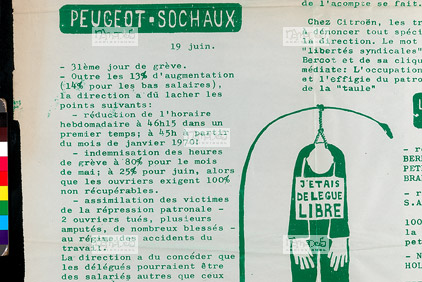 PEUGEOT•SOCHAUX
19 juin.
- 31ème jour de grève.
- Outre les 13% d'augmentation
(14% pour les bas salaires),
la direction a dû lacher les
points suivants:
- réduction de l'horaire
hebdomadaire à 46h15 dans un
premier temps; à 45h à partir
du mois de janvier 1970:
- indemnisation des heures
de grève à 80% pour le mois
de mai; à 25% pour juin, alors
que les ouvriers exigent 100%
non récupérables.
- assimilation des victimes
de la répression patronale -
2 ouvriers tués, plusieurs
amputés, de nombreux blessés -
au régime des accidents du
travail.
La direction a du concéder que
les délégués pourraient être
des salariés autres que ceux
de l'acompte se fait.
Chez Citroën, les tr
à dénoncer tout spéci
la direction. Le mot
"libertés syndicales"
Bercot et de sa cliqu
médiate: L'occupation
et l'effigie du patro
de la "taule"
J'ETAIS
DELEGUE
LIBRE
- r
BER
PET
BRA
- r
S.A
100
la
pet
- N
HOL